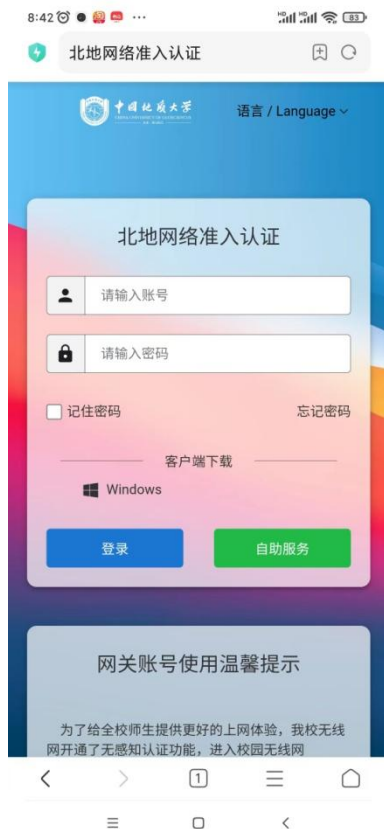 8:42
83
北地网络准入认证
中国地质大学
语言 / Language
北地网络准入认证
请输入账号
请输入密码
记住密码 忘记密码
客户端下载
Windows
登录 自助服务
网关账号使用温馨提示
为了给全校师生提供更好的上网体验，我校无线
网开通了无感知认证功能，进入校园无线网
1